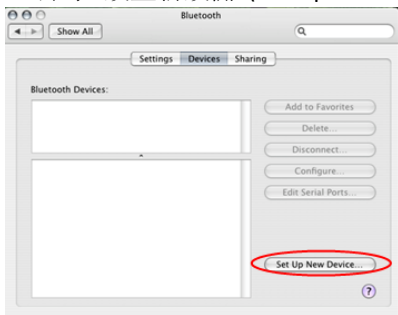 Bluetooth
Show All
Settings Devices Sharing
Bluetooth Devices:
Add to Favorites
Delete...
Disconnect...
Configure...
Edit Serial Ports...
Set Up New Device...
?